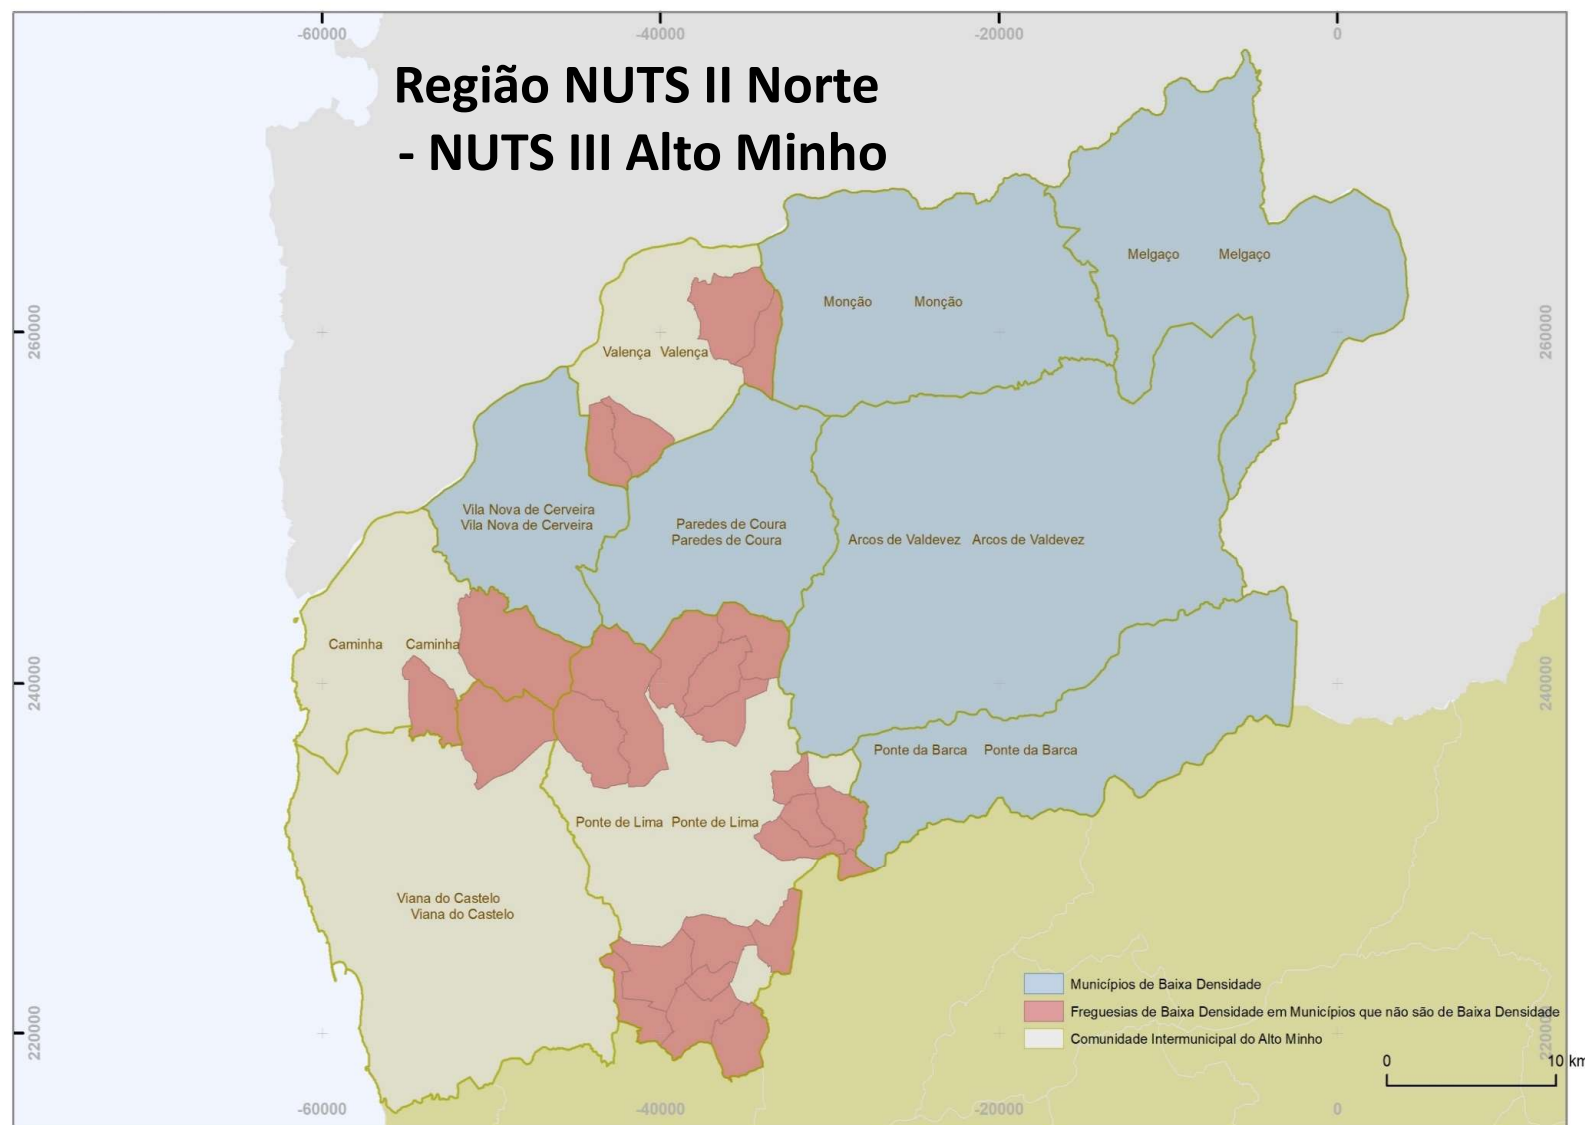 -60000 -40000 -20000 0
Região NUTS II Norte
- NUTS III Alto Minho
Melgaço Melgaço
Monção Monção
260000 260000
Valença Valença
Vila Nova de Cerveira
Vila Nova de Cerveira
Paredes de Coura
Paredes de Coura
Arcos de Valdevez Arcos de Valdevez
Caminha Caminha
240000 240000
Ponte da Barca Ponte da Barca
Ponte de Lima Ponte de Lima
Viana do Castelo
Viana do Castelo
Municípios de Baixa Densidade
Freguesias de Baixa Densidade em Municípios que não são de Baixa Densidade
Comunidade Intermunicipal do Alto Minho
220000 220000
0 10 km
-60000 -40000 -20000 0